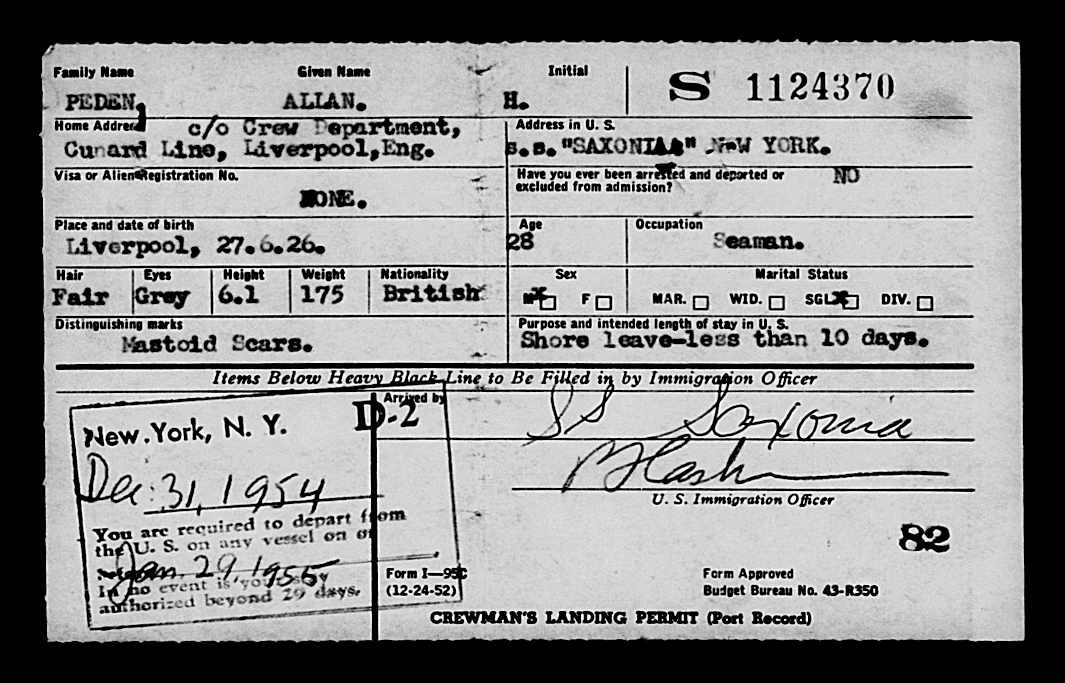 Family Name Given Name Initial
PEDEN, ALLAN. H. S 1124370
Home Address c/o Crew Department,
Cunard Line, Liverpool,Eng.
Address in U. S.
s.s."SAXONIA" NEW YORK.
Visa or Alien Registration No.
NONE.
Have you ever been arrested and deported or
excluded from admission? NO
Place and date of birth
Liverpool, 27.6.26.
Age Occupation
28 Seaman.
Hair Eyes Height Weight Nationality
Fair Grey 6.1 175 British
Sex Marital Status
M X F MAR. WID. SGL X DIV.
Distinguishing marks
Mastoid Scars.
Purpose and intended length of stay in U. S.
Shore leave-less than 10 days.
Items Below Heavy Black Line to Be Filled in by Immigration Officer
New York, N. Y.
Dec. 31, 1954
You are required to depart from
the U. S. on any vessel on or
Jan. 29, 1955
In no event is your stay
authorized beyond 29 days.
D-2
Arrived by
SS Saxonia
U. S. Immigration Officer
82
Form I—95C
(12-24-52)
Form Approved
Budget Bureau No. 43-R350
CREWMAN'S LANDING PERMIT (Port Record)